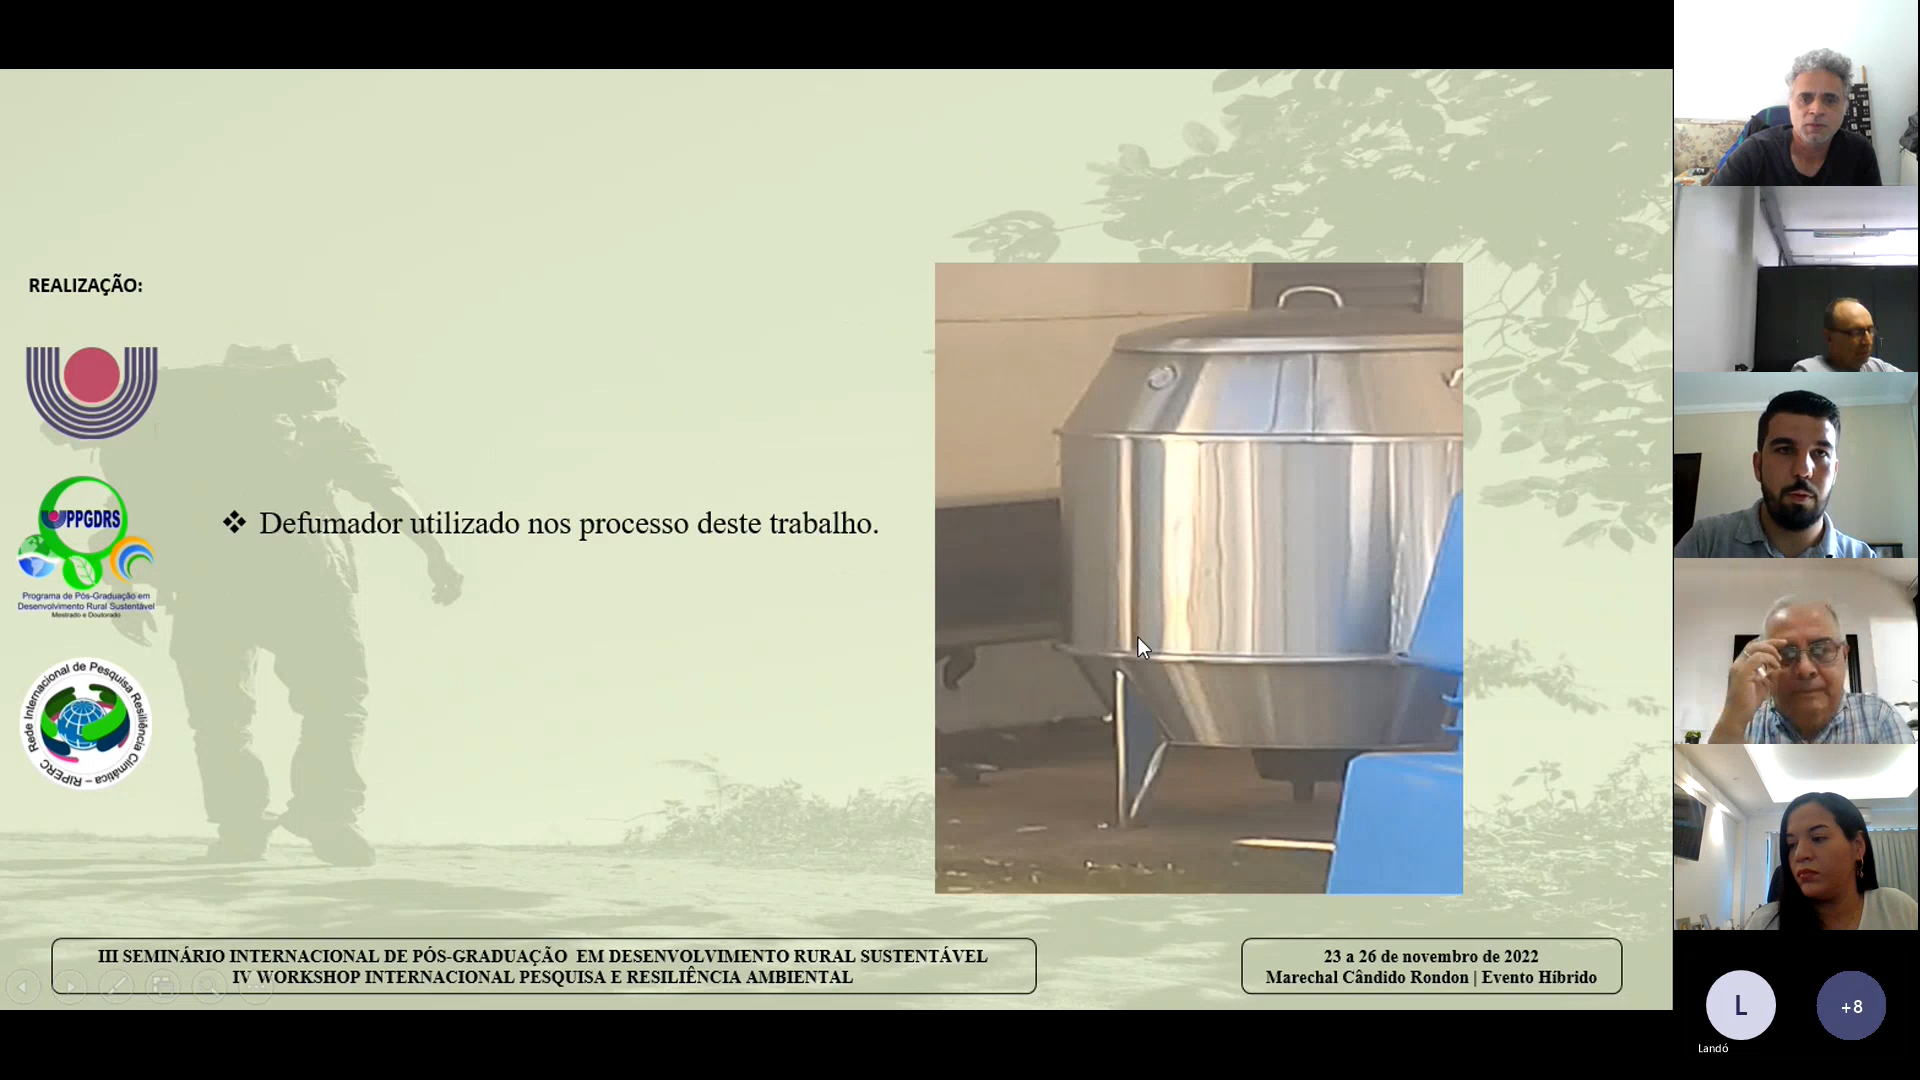 REALIZAÇÃO:
PPGDRS
Programa de Pós-Graduação em
Desenvolvimento Rural Sustentável
Mestrado e Doutorado
Rede Internacional de Pesquisa Resiliência Climática – RIPERC
❖ Defumador utilizado nos processo deste trabalho.
III SEMINÁRIO INTERNACIONAL DE PÓS-GRADUAÇÃO EM DESENVOLVIMENTO RURAL SUSTENTÁVEL
IV WORKSHOP INTERNACIONAL PESQUISA E RESILIÊNCIA AMBIENTAL
23 a 26 de novembro de 2022
Marechal Cândido Rondon | Evento Híbrido
L
+8
Landó